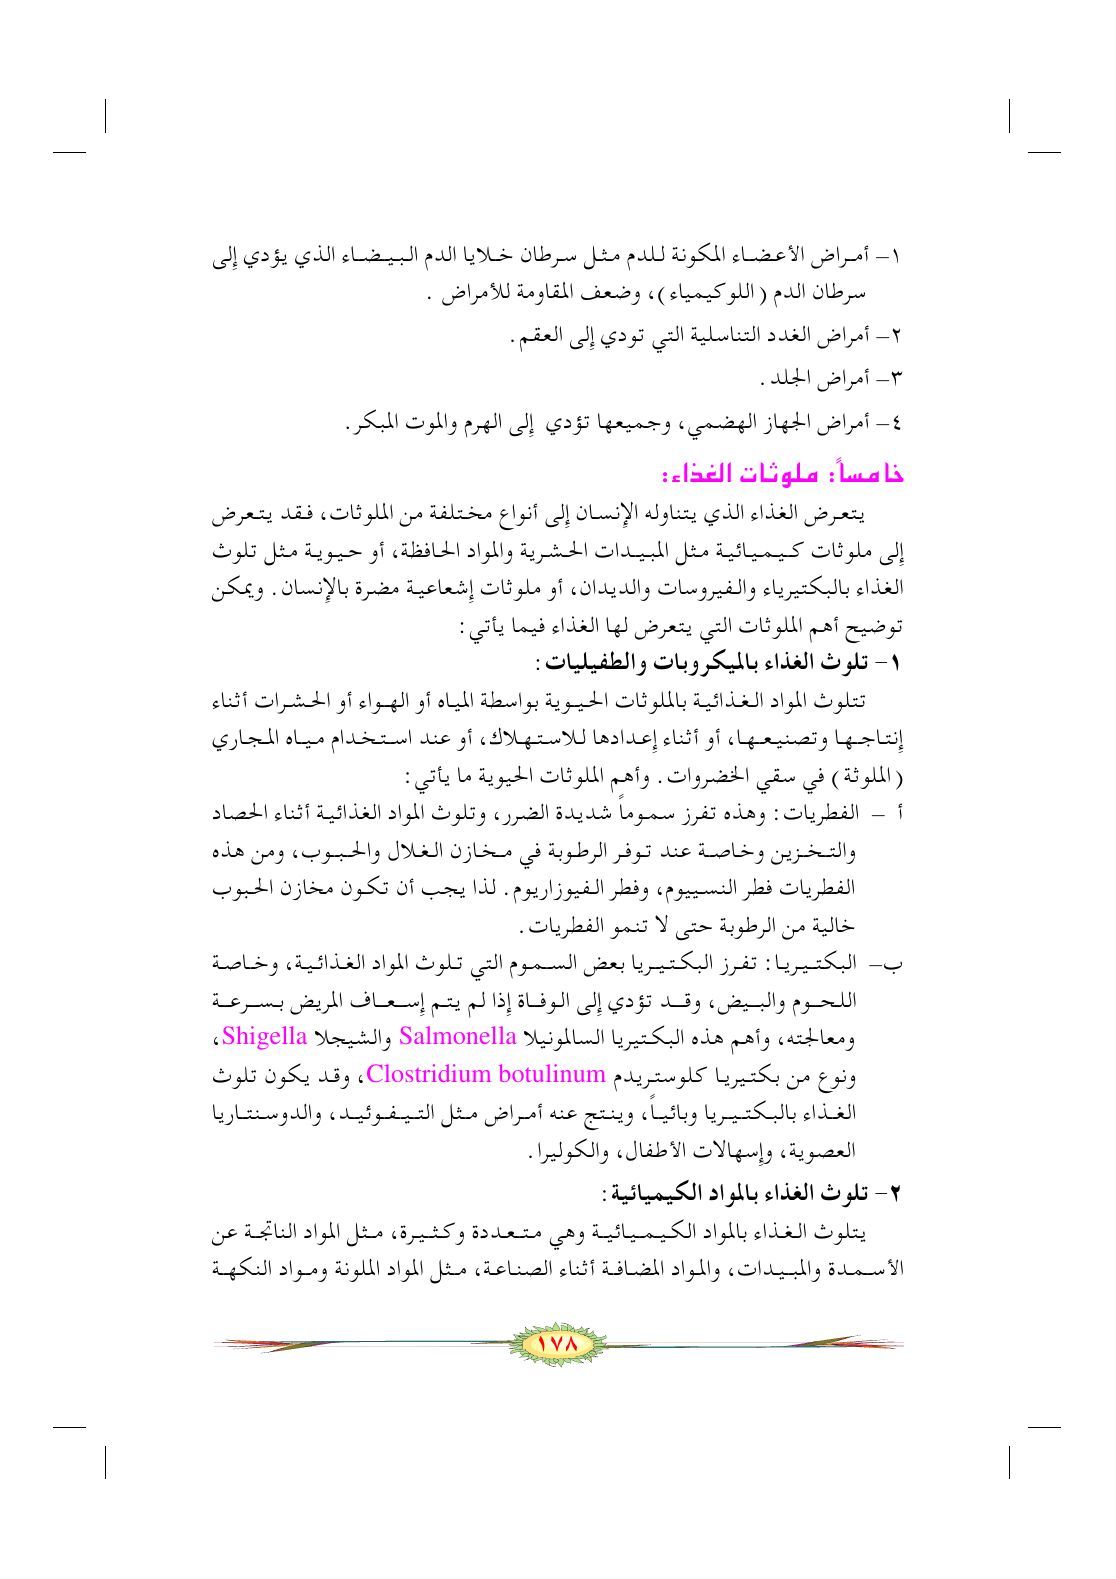 ١– أمراض الأعضاء المكونة للدم مثل سرطان خلايا الدم البيضاء الذي يؤدي إلى
سرطان الدم (اللوكيمياء)، وضعف المقاومة للأمراض .
٢– أمراض الغدد التناسلية التي تودي إلى العقم.
٣– أمراض الجلد .
٤– أمراض الجهاز الهضمي، وجميعها تؤدي إلى الهرم والموت المبكر.
خامساً: ملوثات الغذاء:
يتعرض الغذاء الذي يتناوله الإنسان إلى أنواع مختلفة من الملوثات، فقد يتعرض
إلى ملوثات كيميائية مثل المبيدات الحشرية والمواد الحافظة، أو حيوية مثل تلوث
الغذاء بالبكتيرياء والفيروسات والديدان، أو ملوثات إشعاعية مضرة بالإنسان. ويمكن
توضيح أهم الملوثات التي يتعرض لها الغذاء فيما يأتي:
١- تلوث الغذاء بالميكروبات والطفيليات:
تتلوث المواد الغذائية بالملوثات الحيوية بواسطة المياه أو الهواء أو الحشرات أثناء
إنتاجها وتصنيعها، أو أثناء إعدادها للاستهلاك، أو عند استخدام مياه المجاري
(الملوثة) في سقي الخضروات. وأهم الملوثات الحيوية ما يأتي:
أ – الفطريات: وهذه تفرز سموماً شديدة الضرر، وتلوث المواد الغذائية أثناء الحصاد
والتخزين وخاصة عند توفر الرطوبة في مخازن الغلال والحبوب، ومن هذه
الفطريات فطر النسييوم، وفطر الفيوزاريوم. لذا يجب أن تكون مخازن الحبوب
خالية من الرطوبة حتى لا تنمو الفطريات.
ب– البكتيريا: تفرز البكتيريا بعض السموم التي تلوث المواد الغذائية، وخاصة
اللحوم والبيض، وقد تؤدي إلى الوفاة إذا لم يتم إسعاف المريض بسرعة
ومعالجته، وأهم هذه البكتيريا السالمونيلا Salmonella والشيجلا Shigella،
ونوع من بكتيريا كلوستريدم Clostridium botulinum، وقد يكون تلوث
الغذاء بالبكتيريا وبائياً، وينتج عنه أمراض مثل التيفوئيد، والدوسنتاريا
العصوية، وإسهالات الأطفال، والكوليرا.
٢- تلوث الغذاء بالمواد الكيميائية:
يتلوث الغذاء بالمواد الكيميائية وهي متعددة وكثيرة، مثل المواد الناتجة عن
الأسمدة والمبيدات، والمواد المضافة أثناء الصناعة، مثل المواد الملونة ومواد النكهة
١٧٨